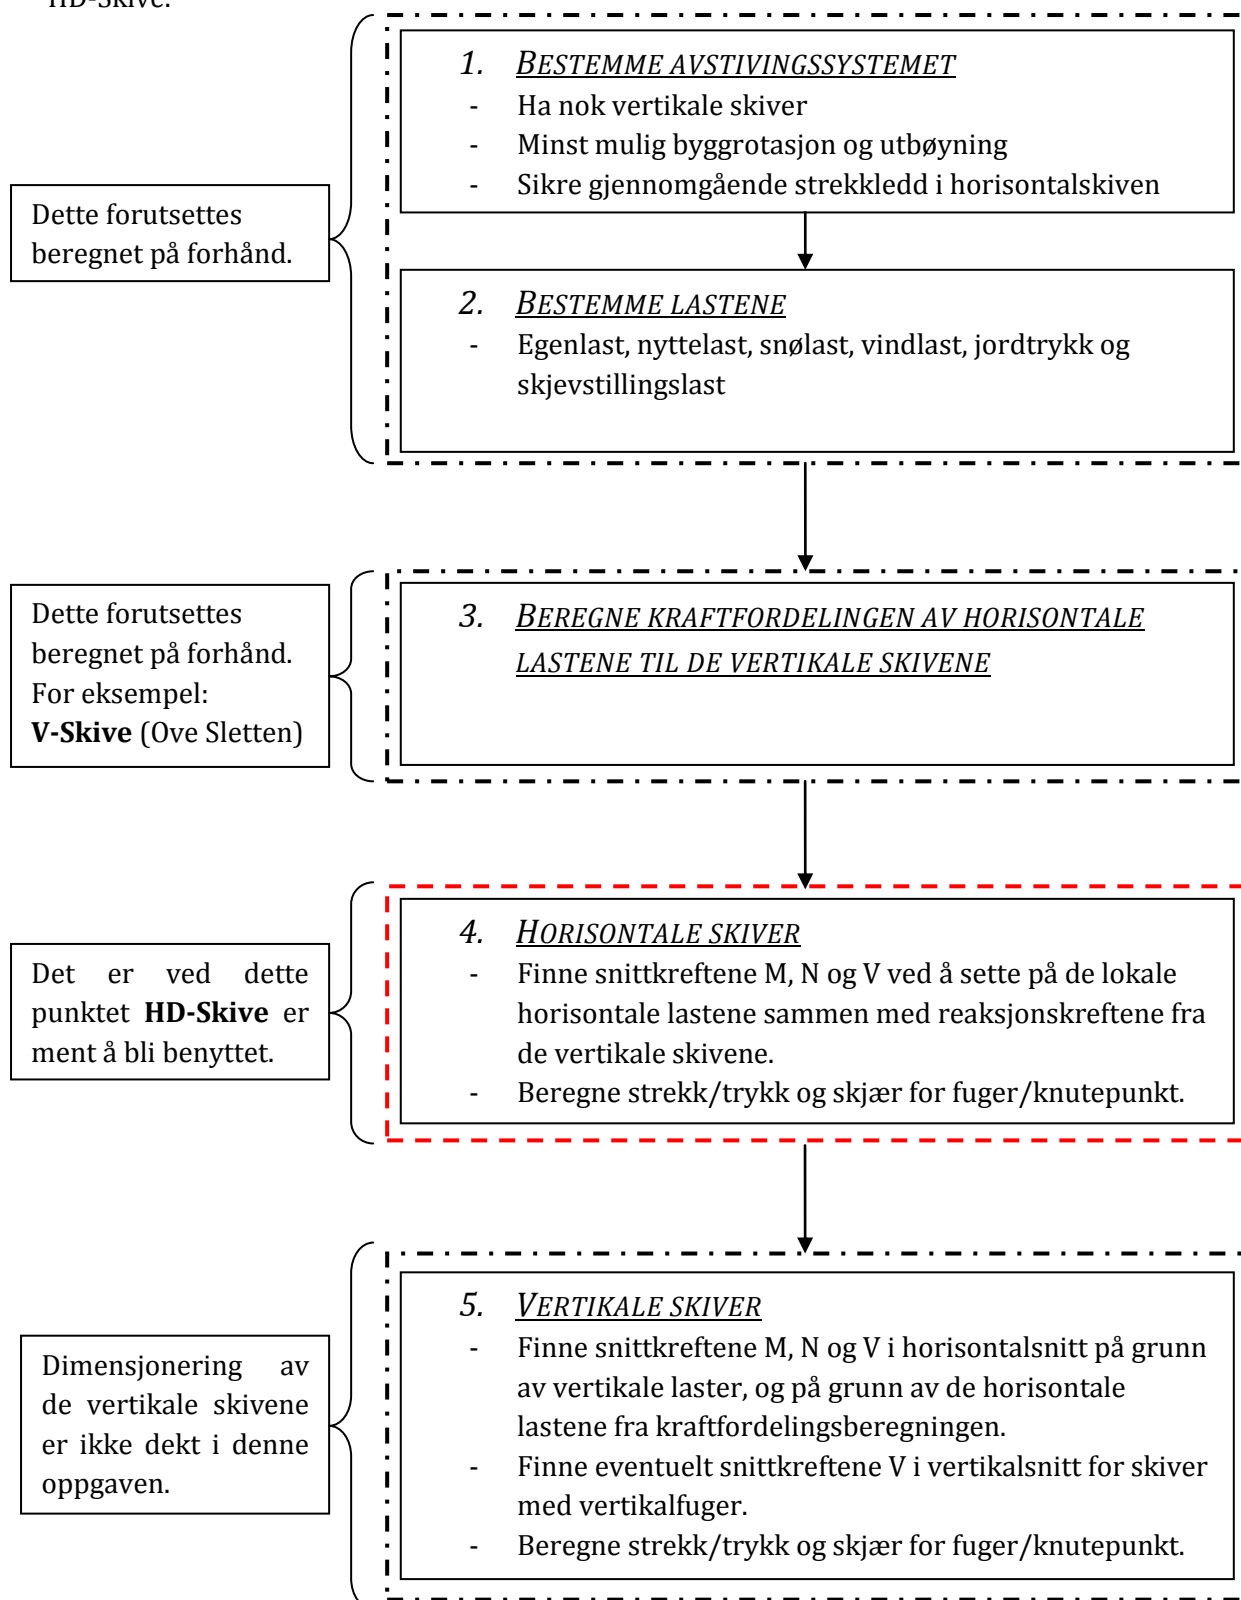 HD-Skive.
1. BESTEMME AVSTIVINGSSYSTEMET
- Ha nok vertikale skiver
- Minst mulig byggrotasjon og utbøyning
- Sikre gjennomgående strekkledd i horisontalskiven
Dette forutsettes
beregnet på forhånd.
2. BESTEMME LASTENE
- Egenlast, nyttelast, snølast, vindlast, jordtrykk og
skjevstillingslast
Dette forutsettes
beregnet på forhånd.
For eksempel:
V-Skive (Ove Sletten)
3. BEREGNE KRAFTFORDELINGEN AV HORISONTALE
LASTENE TIL DE VERTIKALE SKIVENE
Det er ved dette
punktet HD-Skive er
ment å bli benyttet.
4. HORISONTALE SKIVER
- Finne snittkreftene M, N og V ved å sette på de lokale
horisontale lastene sammen med reaksjonskreftene fra
de vertikale skivene.
- Beregne strekk/trykk og skjær for fuger/knutepunkt.
Dimensjonering av
de vertikale skivene
er ikke dekt i denne
oppgaven.
5. VERTIKALE SKIVER
- Finne snittkreftene M, N og V i horisontalsnitt på grunn
av vertikale laster, og på grunn av de horisontale
lastene fra kraftfordelingsberegningen.
- Finne eventuelt snittkreftene V i vertikalsnitt for skiver
med vertikalfuger.
- Beregne strekk/trykk og skjær for fuger/knutepunkt.